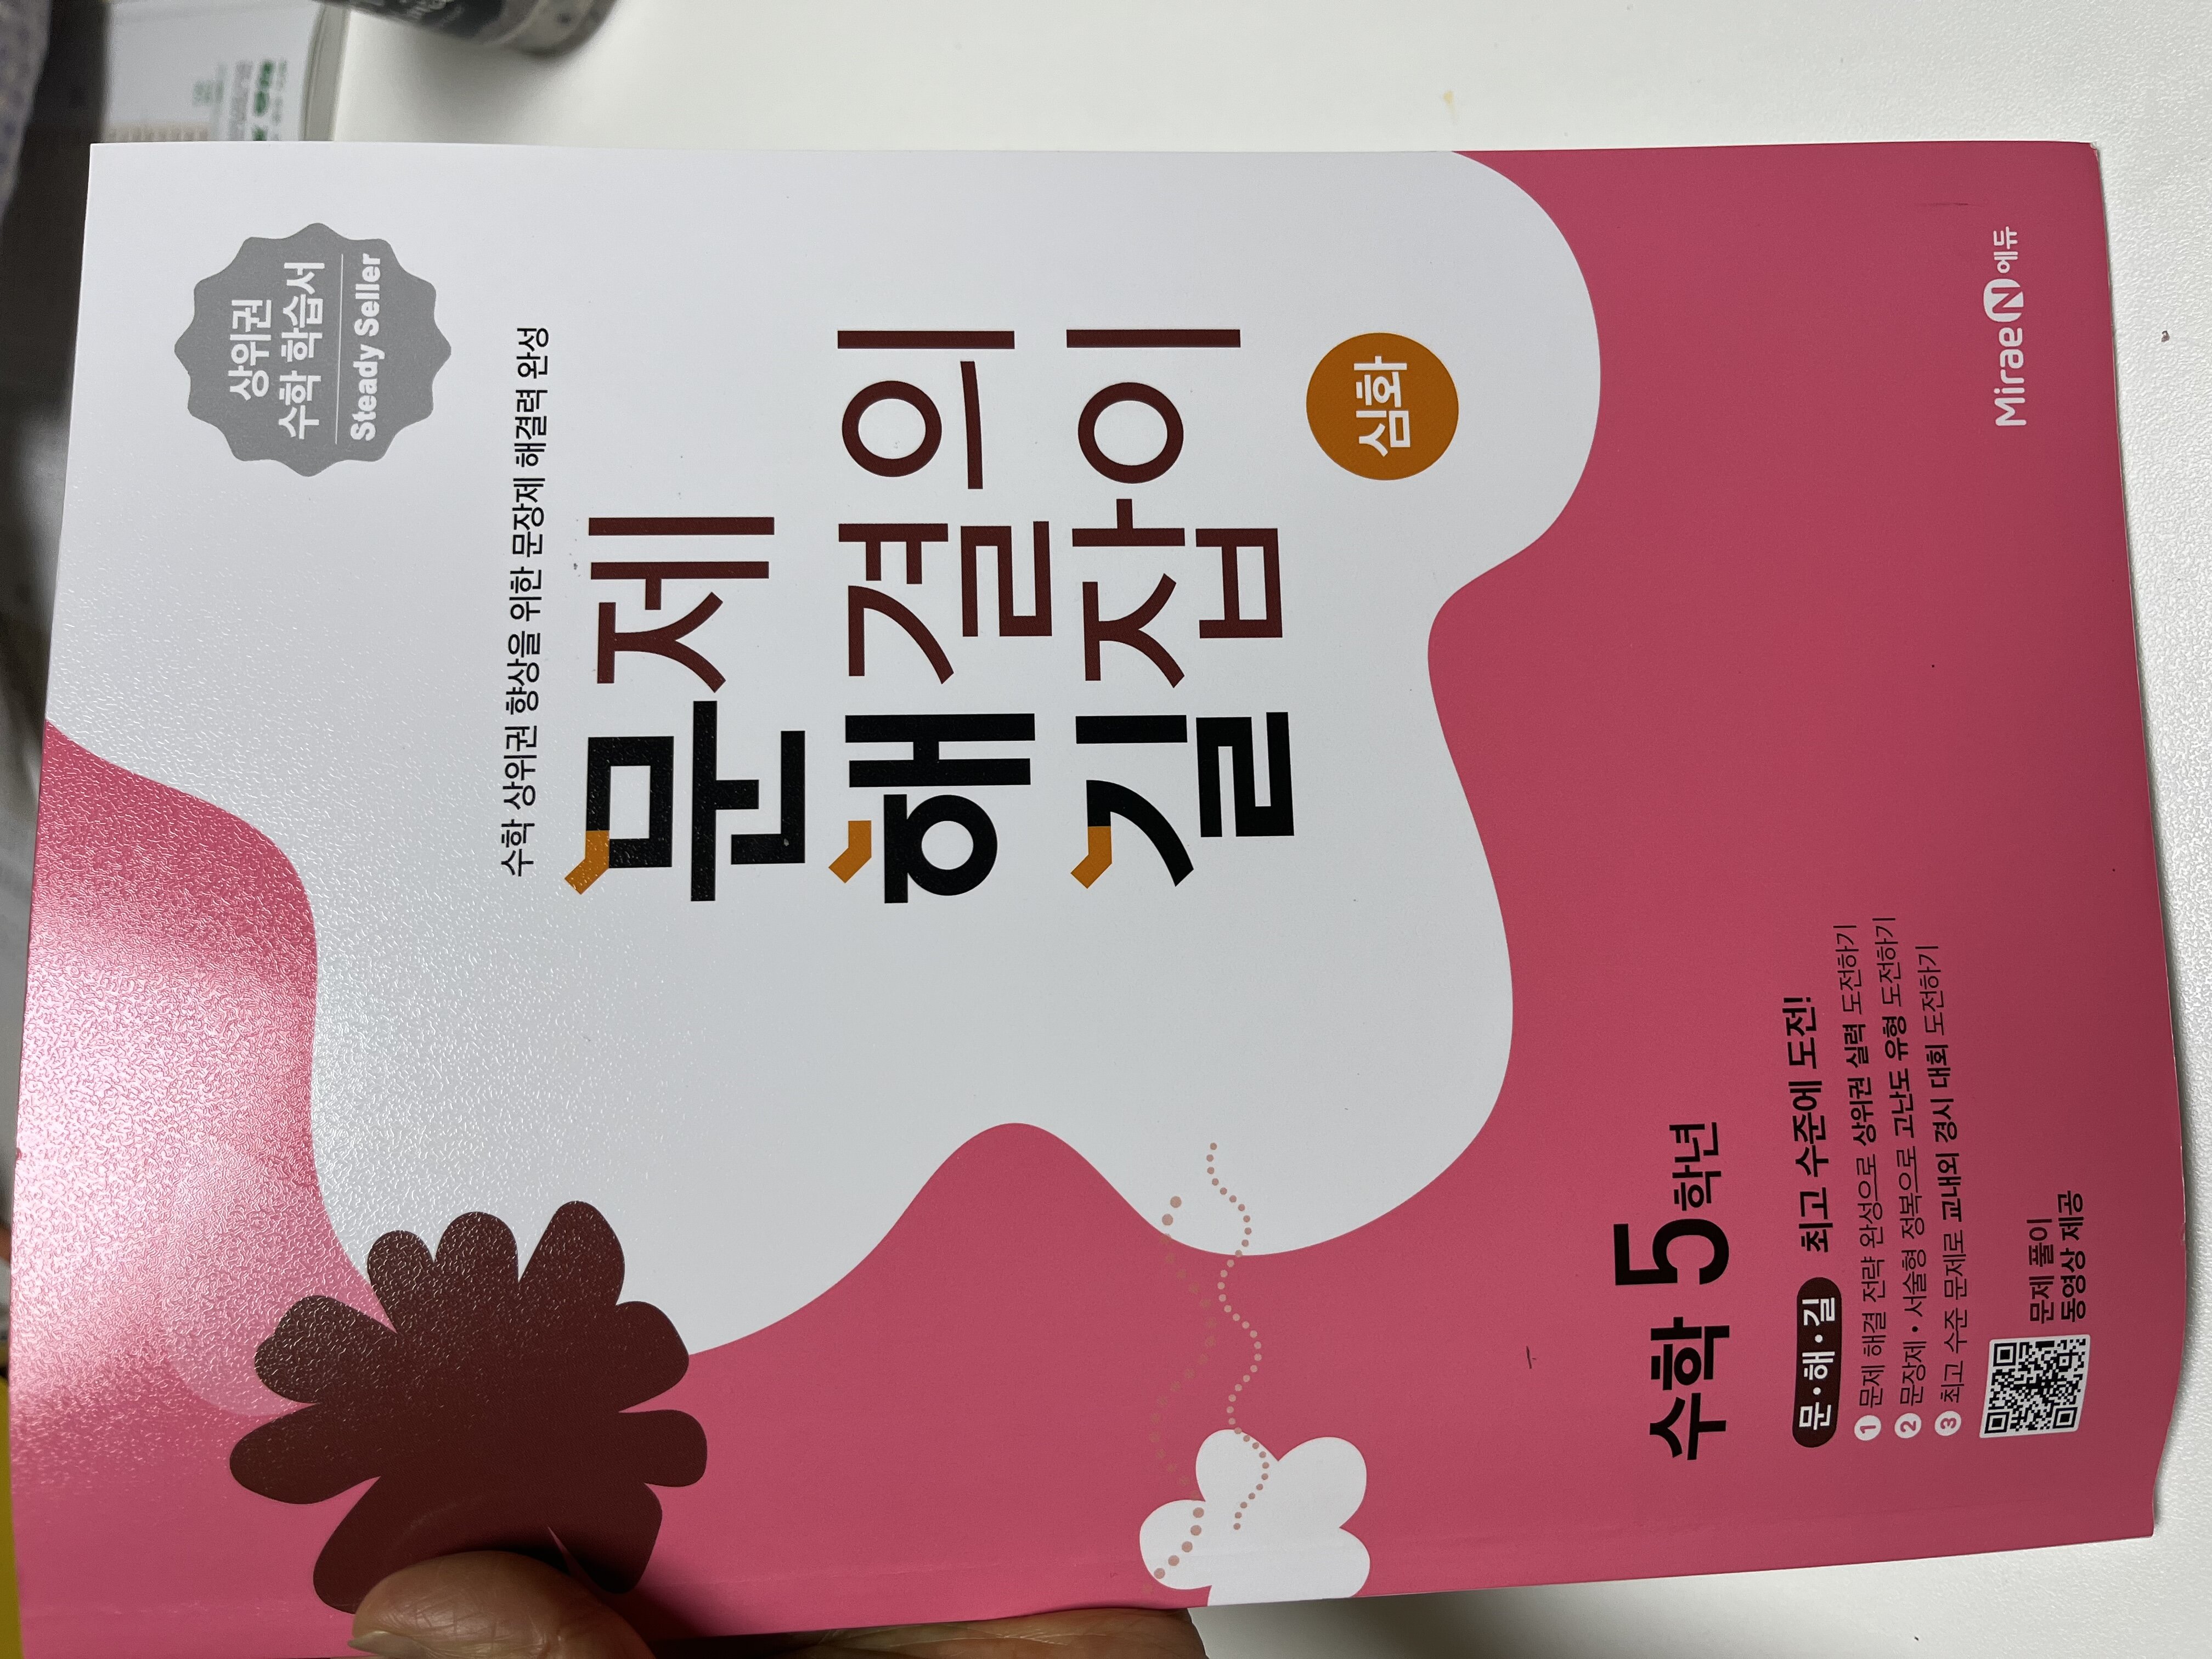 상위권
수학 학습서
Steady Seller
수학 상위권 향상을 위한 문장제 해결력 완성
문제
해결의
길잡이
심화
수학 5학년
문·해·길 최고 수준에 도전!
1 문제 해결 전략 완성으로 상위권 실력 도전하기
2 문장제·서술형 정복으로 고난도 유형 도전하기
3 최고 수준 문제로 교내외 경시 대회 도전하기
문제 풀이
동영상 제공
Mirae N 에듀